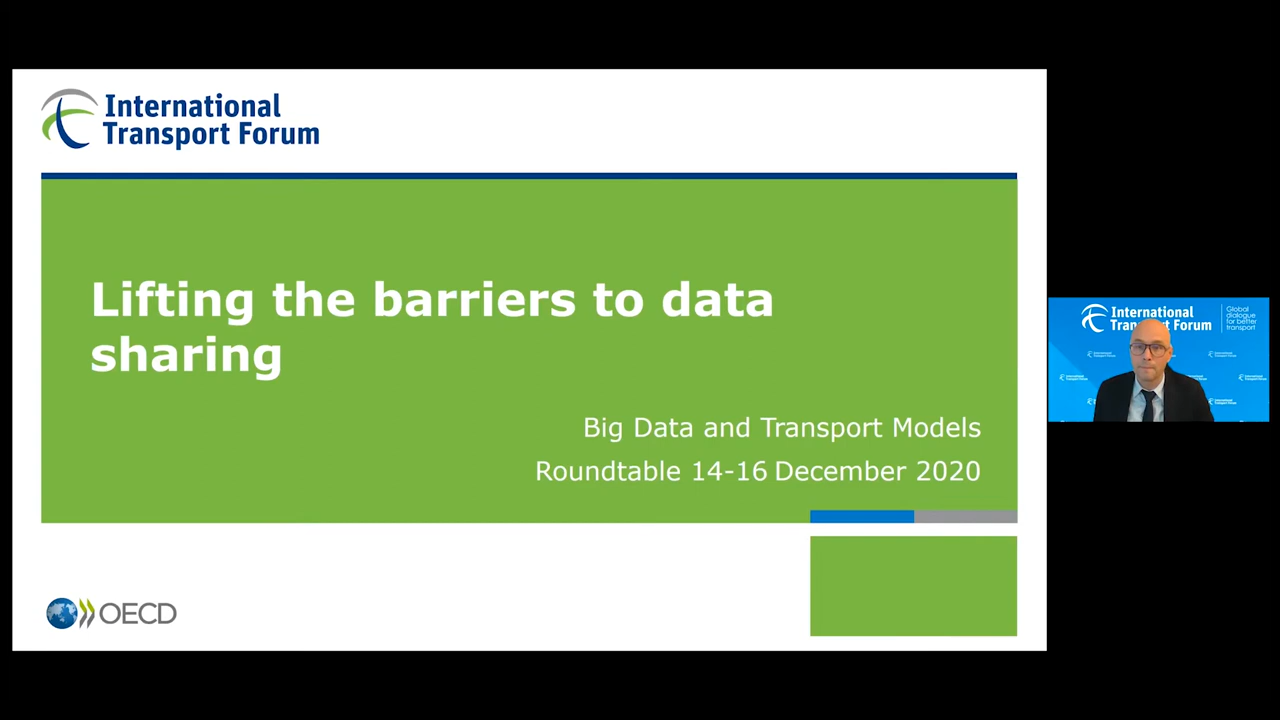 International
Transport Forum
Lifting the barriers to data
sharing
Big Data and Transport Models
Roundtable 14-16 December 2020
OECD
International
Forum
Global
dialogue
for better
transport